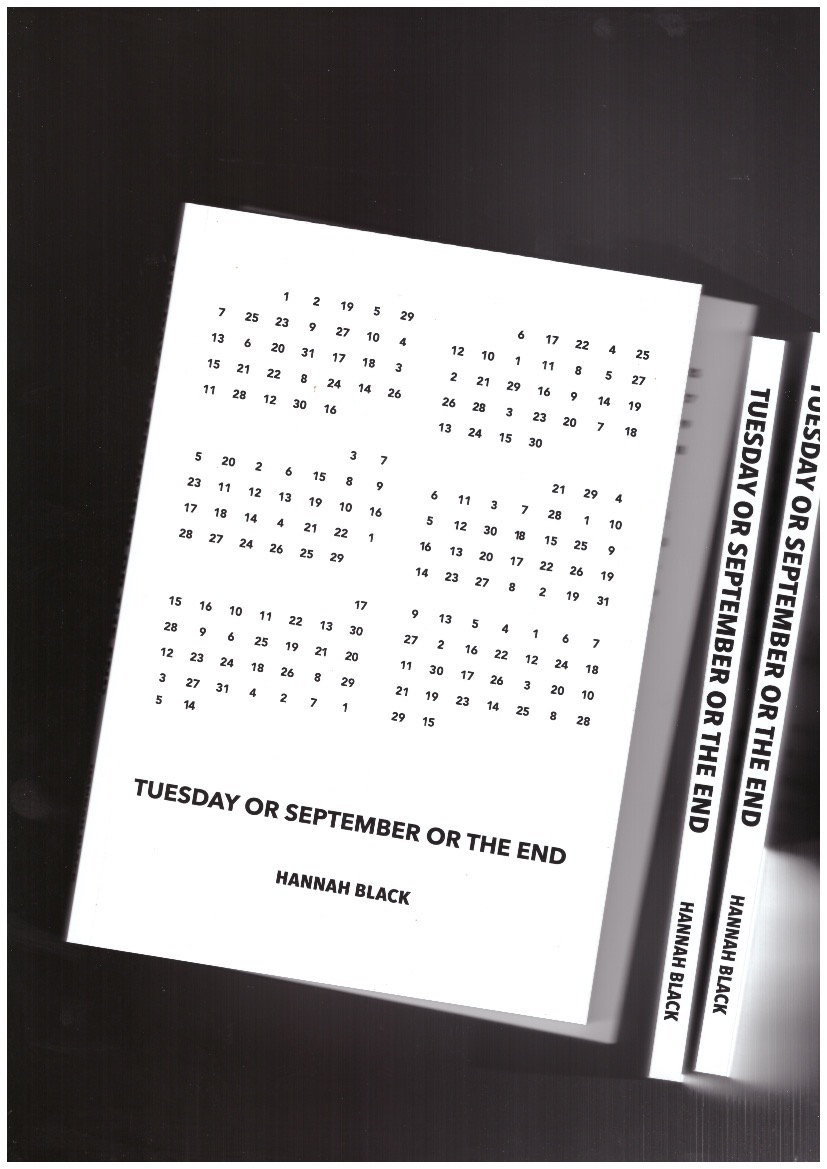 1 2 19 5 29
7 25 23 9 27 10 4
13 6 20 31 17 18 3
15 21 22 8 24 14 26
11 28 12 30 16
6 17 22 4 25
12 10 1 11 8 5 27
2 21 29 16 9 14 19
26 28 3 23 20 7 18
13 24 15 30
3 7
5 20 2 6 15 8 9
23 11 12 13 19 10 16
17 18 14 4 21 22 1
28 27 24 26 25 29
21 29 4
6 11 3 7 28 1 10
5 12 30 18 15 25 9
16 13 20 17 22 26 19
14 23 27 8 2 19 31
17
15 16 10 11 22 13 30
28 9 6 25 19 21 20
12 23 24 18 26 8 29
3 27 31 4 2 7 1
5 14
9 13 5 4 1 6 7
27 2 16 22 12 24 18
11 30 17 26 3 20 10
21 19 23 14 25 8 28
29 15
TUESDAY OR SEPTEMBER OR THE END
HANNAH BLACK
TUESDAY OR SEPTEMBER OR THE END
HANNAH BLACK
TUESDAY OR SEPTEMBER OR THE END
HANNAH BLACK